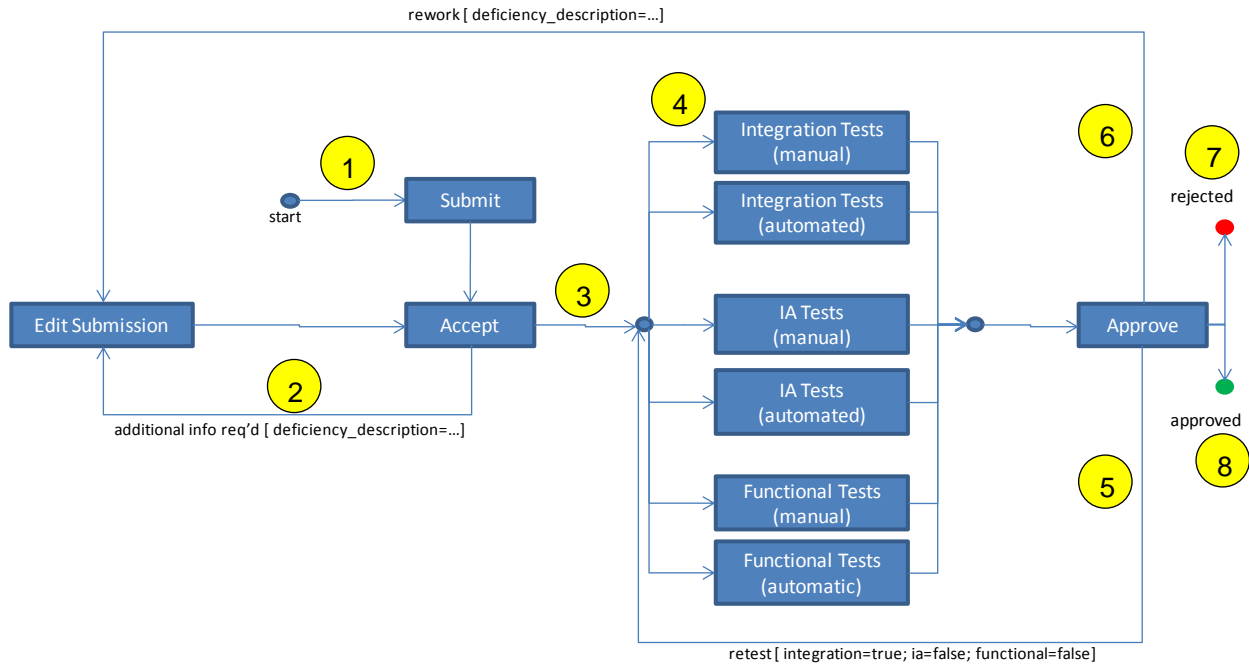 rework [ deficiency_description=…]
4
Integration Tests
(manual)
6
7
1
rejected
start
Submit
Integration Tests
(automated)
3
Edit Submission
Accept
IA Tests
(manual)
Approve
2
IA Tests
(automated)
additional info req’d [ deficiency_description=…]
approved
8
5
Functional Tests
(manual)
Functional Tests
(automatic)
retest [ integration=true; ia=false; functional=false]